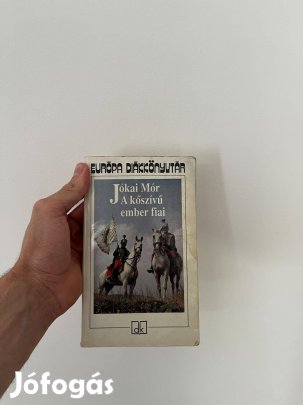 EURÓPA DIÁKKÖNYVTÁR
Jókai Mór
A kőszívű
ember fiai
dk
Jófogás